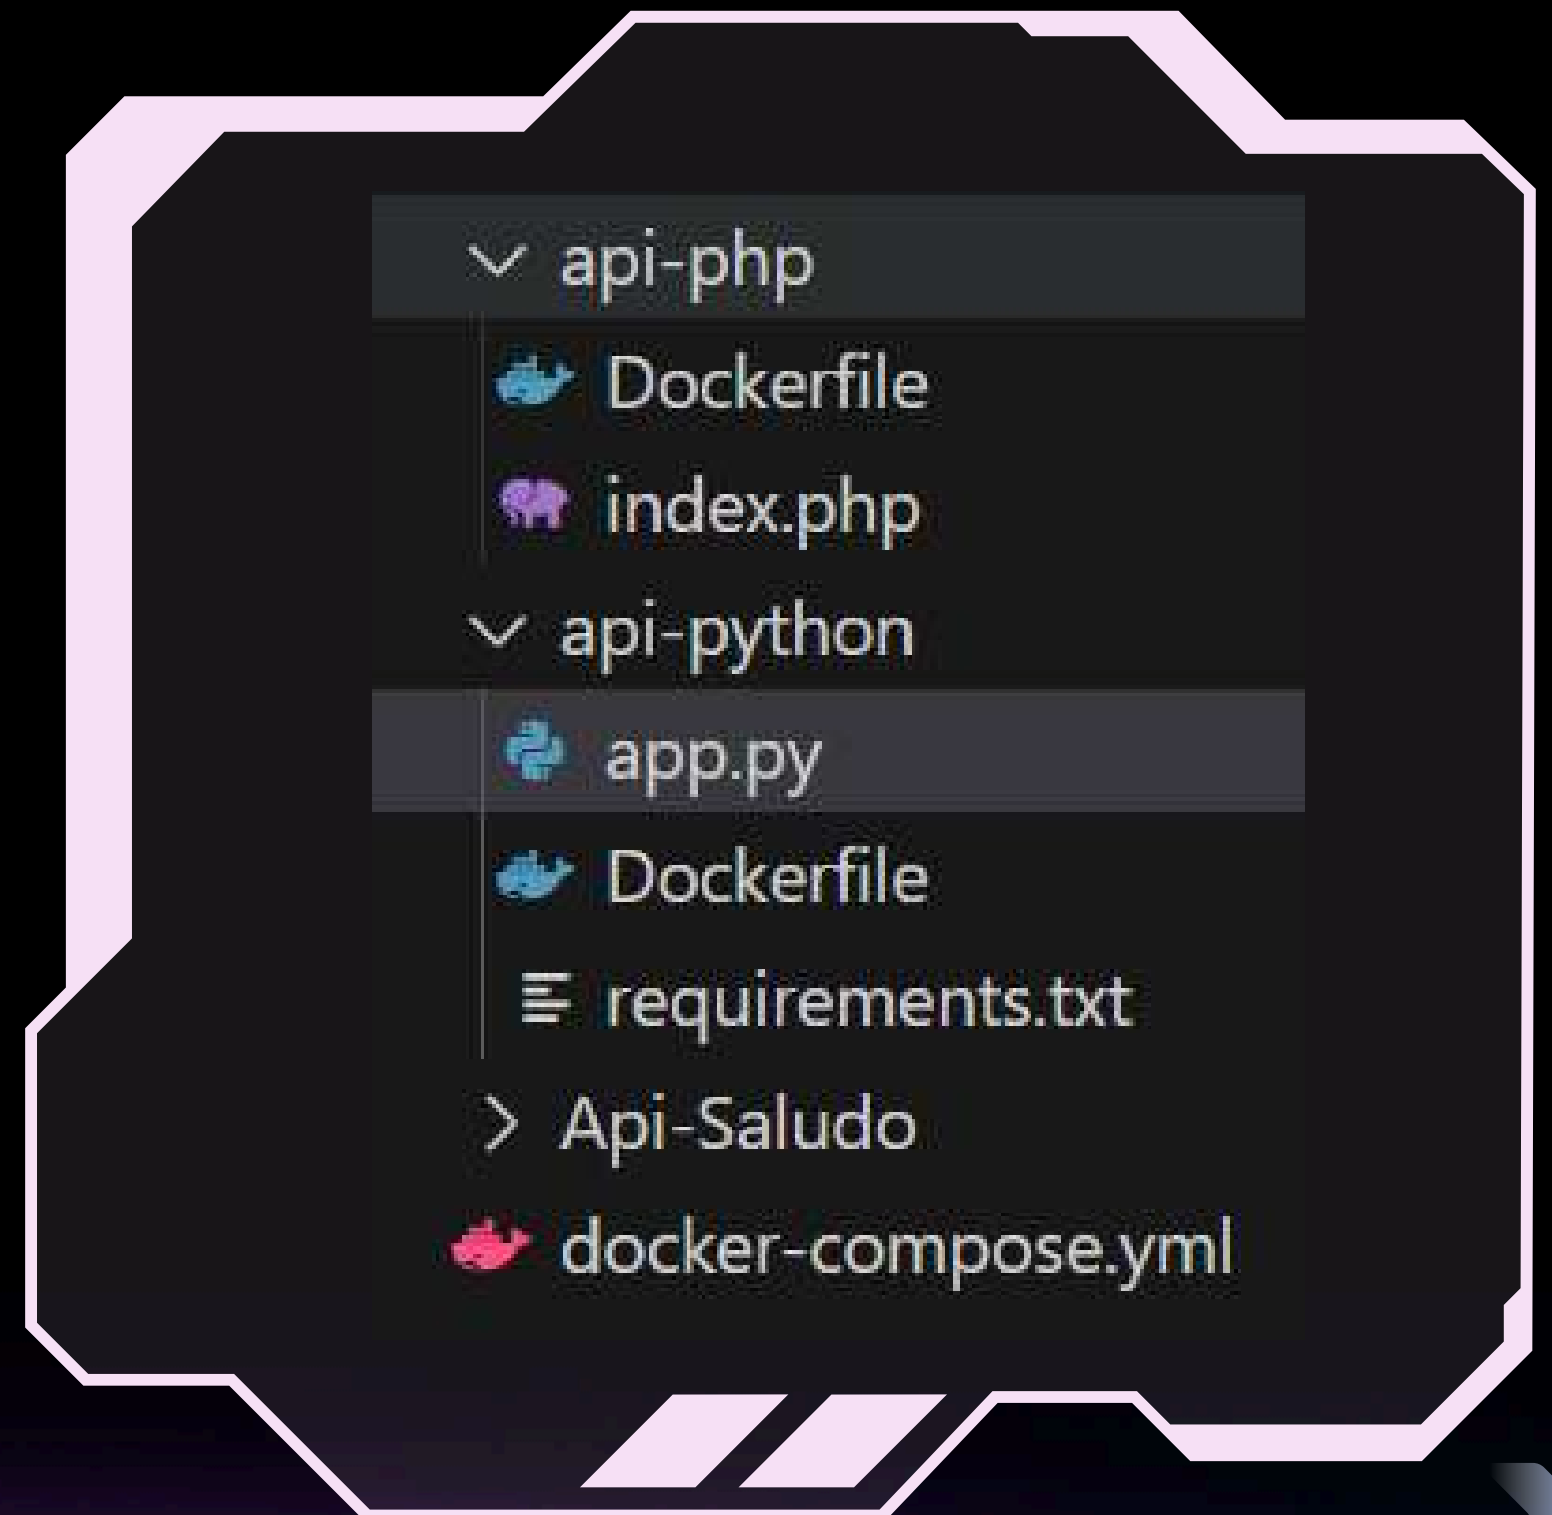 api-php
Dockerfile
index.php
api-python
app.py
Dockerfile
requirements.txt
Api-Saludo
docker-compose.yml